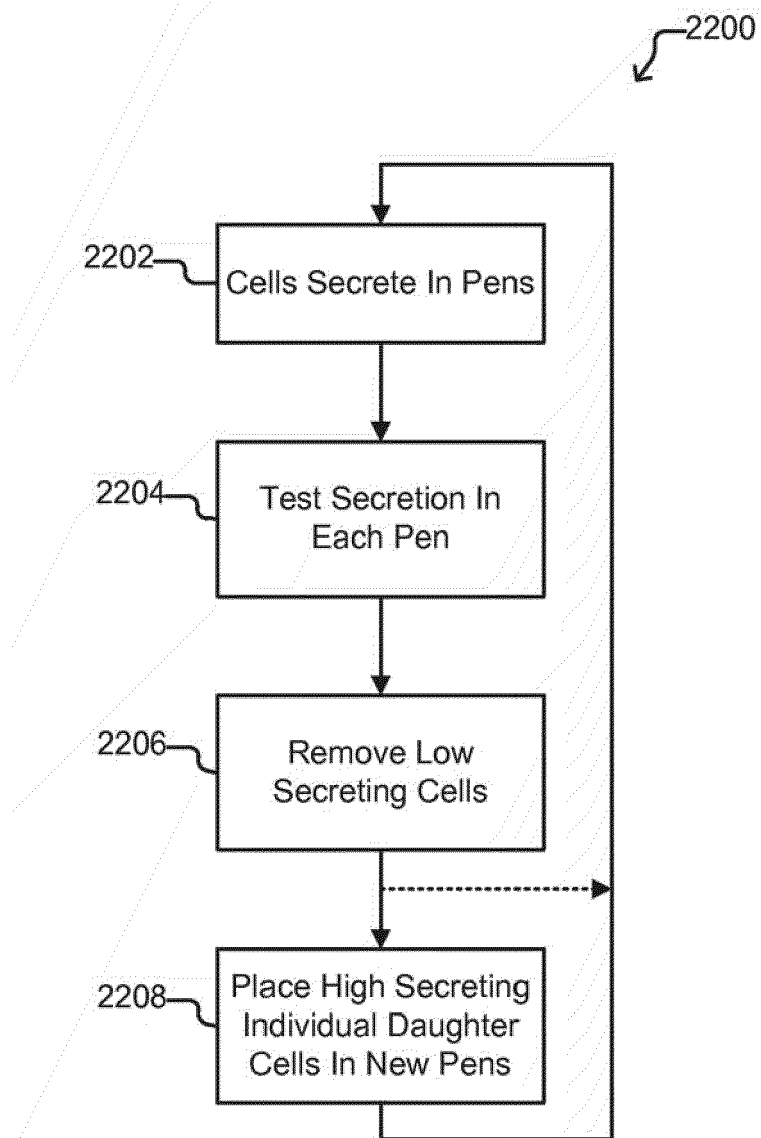 2200
2202
Cells Secrete In Pens
2204
Test Secretion In
Each Pen
2206
Remove Low
Secreting Cells
2208
Place High Secreting
Individual Daughter
Cells In New Pens